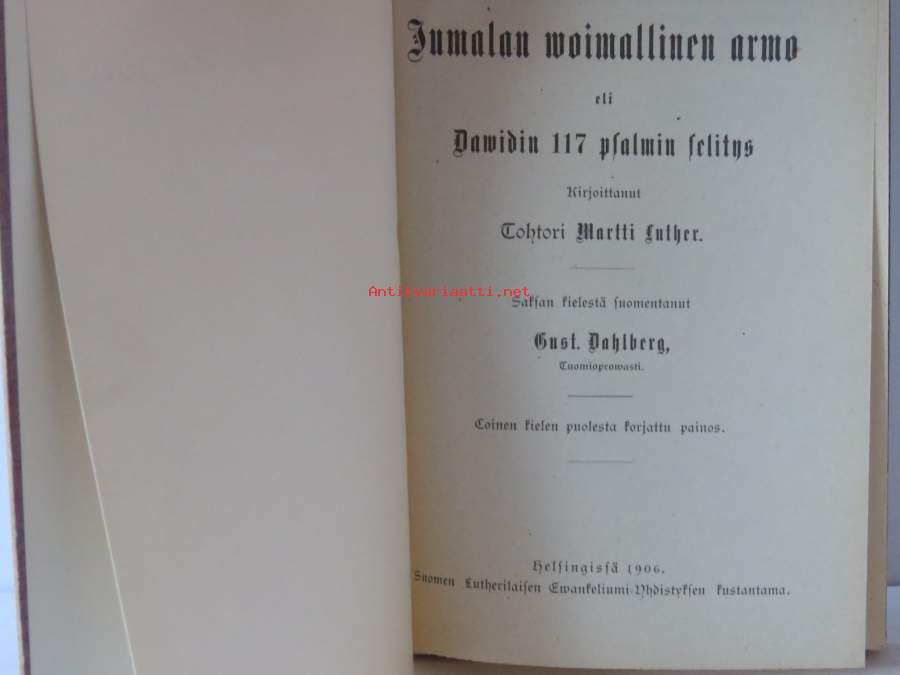 Jumalan woimallinen armo
eli
Dawidin 117 psalmin selitys
Kirjoittanut
Tohtori Martti Luther.
Antikvariaatti.net
Saksan kielestä suomentanut
Gust. Dahlberg,
Tuomioprowasti.
Toinen kielen puolesta korjattu painos.
Helsingissä 1906.
Suomen Lutherilaisen Ewankeliumi-Yhdistyksen kustantama.